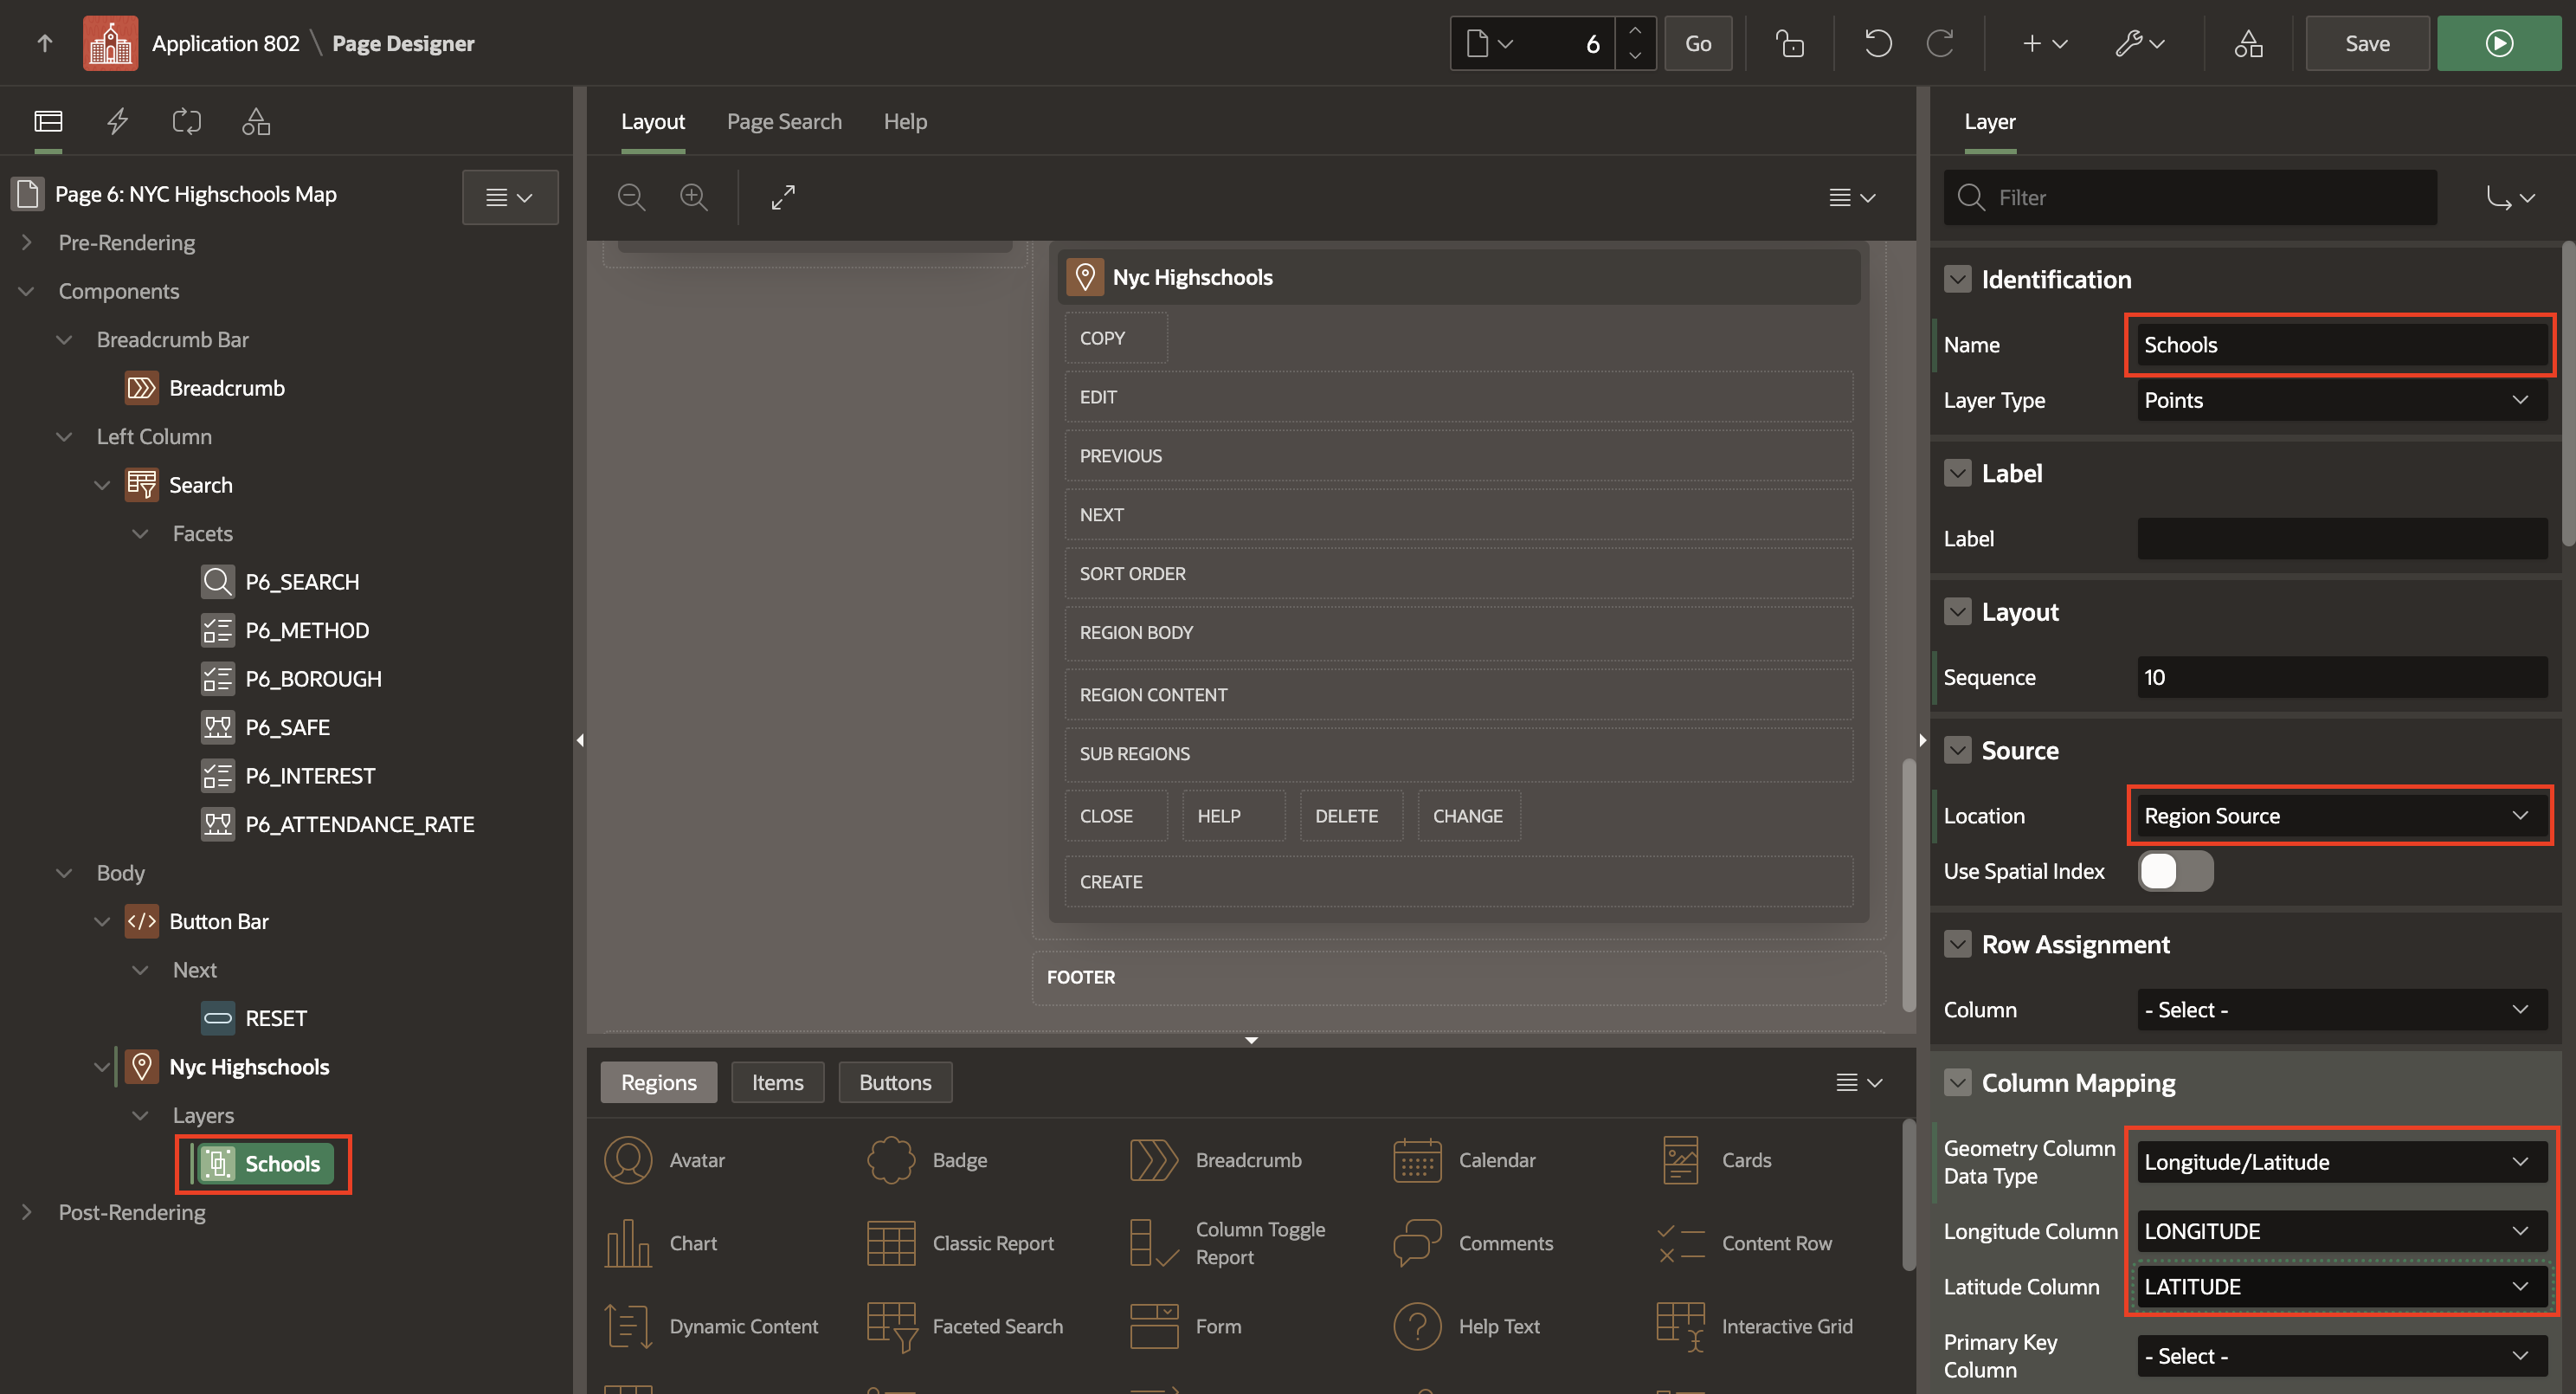 Application 802 \ Page Designer
6
Go
Save
Layout
Page Search
Help
Layer
Page 6: NYC Highschools Map
Filter
Pre-Rendering
Components
Breadcrumb Bar
Breadcrumb
Left Column
Search
Facets
P6_SEARCH
P6_METHOD
P6_BOROUGH
P6_SAFE
P6_INTEREST
P6_ATTENDANCE_RATE
Body
Button Bar
Next
RESET
Nyc Highschools
Layers
Schools
Post-Rendering
Nyc Highschools
COPY
EDIT
PREVIOUS
NEXT
SORT ORDER
REGION BODY
REGION CONTENT
SUB REGIONS
CLOSE
HELP
DELETE
CHANGE
CREATE
FOOTER
Regions
Items
Buttons
Avatar
Badge
Breadcrumb
Calendar
Cards
Chart
Classic Report
Column Toggle
Report
Comments
Content Row
Dynamic Content
Faceted Search
Form
Help Text
Interactive Grid
Identification
Name
Schools
Layer Type
Points
Label
Label
Layout
Sequence
10
Source
Location
Region Source
Use Spatial Index
Row Assignment
Column
- Select -
Column Mapping
Geometry Column
Data Type
Longitude/Latitude
Longitude Column
LONGITUDE
Latitude Column
LATITUDE
Primary Key
Column
- Select -